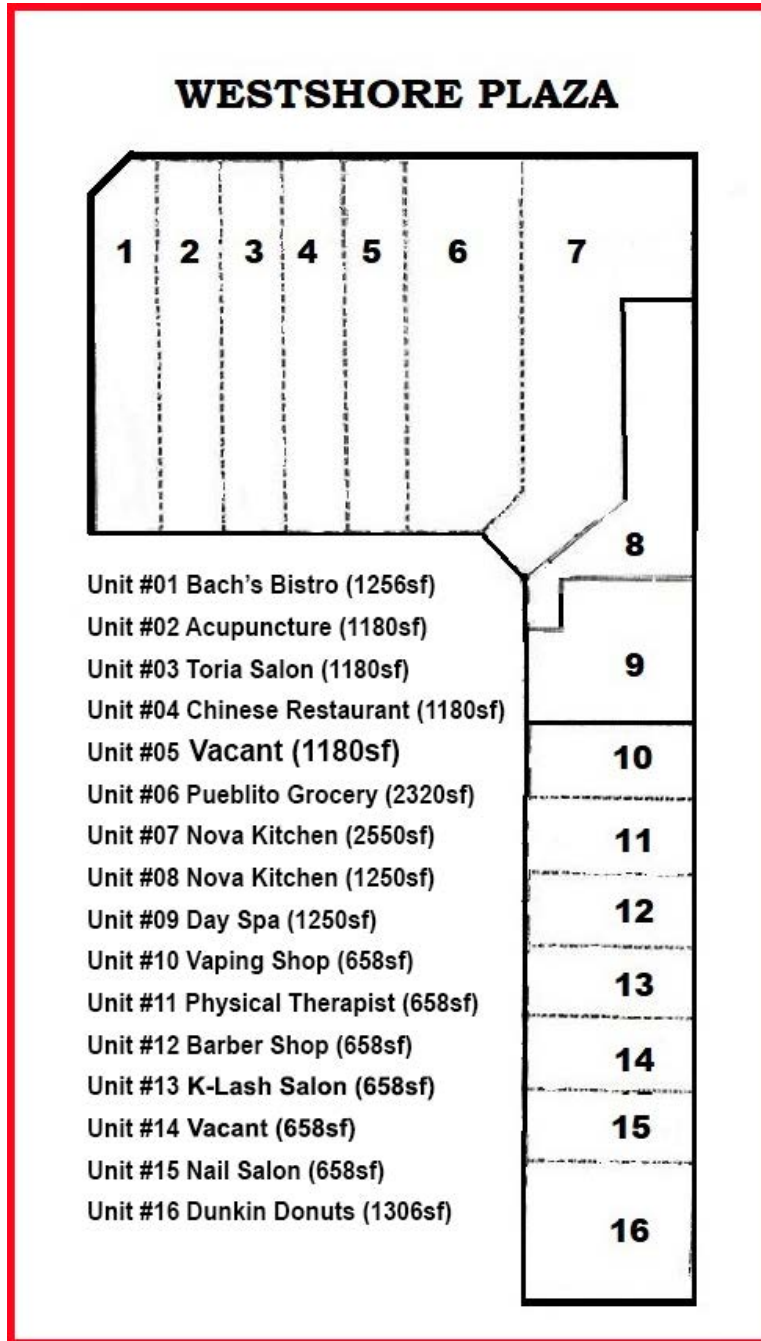 WESTSHORE PLAZA
1 2 3 4 5 6 7
8
Unit #01 Bach's Bistro (1256sf)
Unit #02 Acupuncture (1180sf)
Unit #03 Toria Salon (1180sf)
9
Unit #04 Chinese Restaurant (1180sf)
Unit #05 Vacant (1180sf)
10
Unit #06 Pueblito Grocery (2320sf)
Unit #07 Nova Kitchen (2550sf)
11
Unit #08 Nova Kitchen (1250sf)
Unit #09 Day Spa (1250sf)
12
Unit #10 Vaping Shop (658sf)
13
Unit #11 Physical Therapist (658sf)
Unit #12 Barber Shop (658sf)
14
Unit #13 K-Lash Salon (658sf)
Unit #14 Vacant (658sf)
15
Unit #15 Nail Salon (658sf)
Unit #16 Dunkin Donuts (1306sf)
16